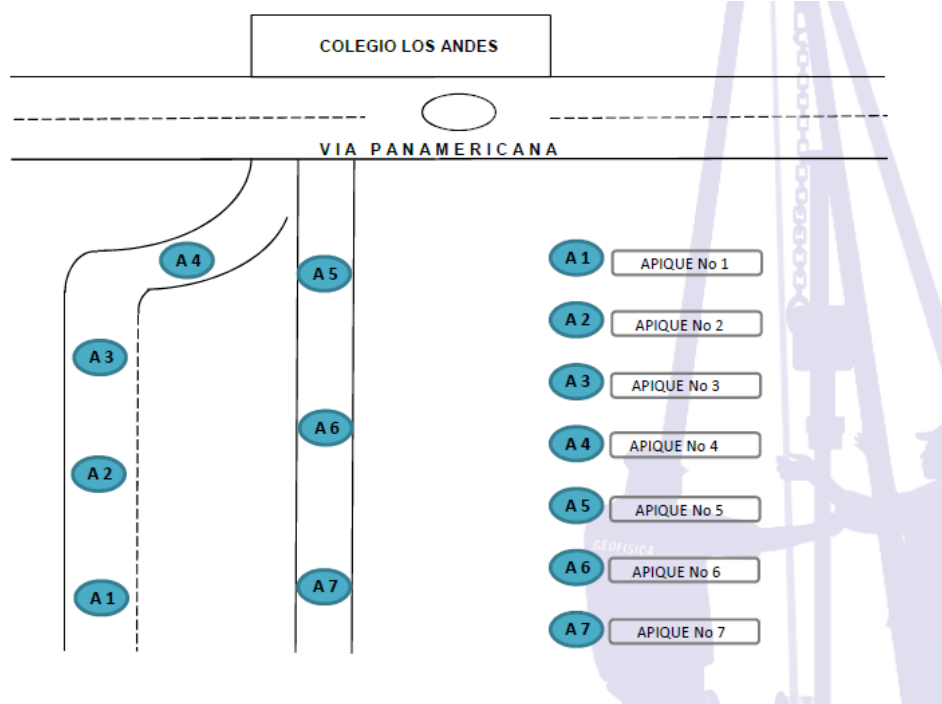 COLEGIO LOS ANDES
VIA PANAMERICANA
A 4
A 5
A 3
A 6
A 2
A 7
A 1
A 1 APIQUE No 1
A 2 APIQUE No 2
A 3 APIQUE No 3
A 4 APIQUE No 4
A 5 APIQUE No 5
GEOFISICA
A 6 APIQUE No 6
A 7 APIQUE No 7